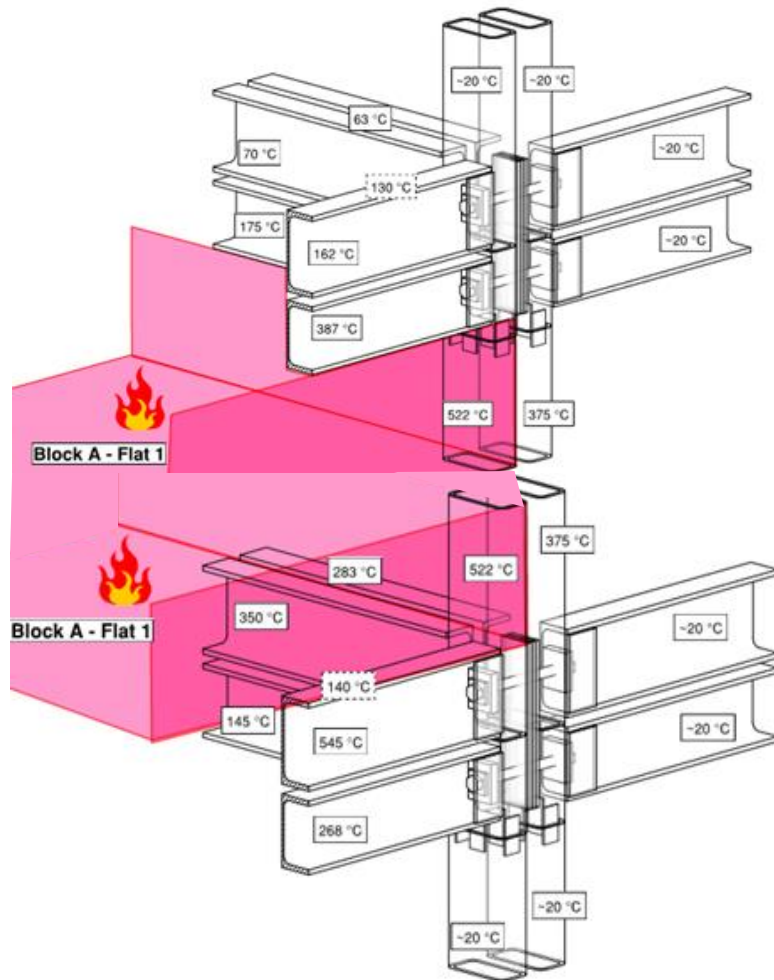 ~20 °C
~20 °C
63 °C
70 °C
~20 °C
130 °C
175 °C
162 °C
~20 °C
387 °C
522 °C
375 °C
Block A - Flat 1
375 °C
283 °C
522 °C
350 °C
Block A - Flat 1
~20 °C
140 °C
145 °C
545 °C
~20 °C
268 °C
~20 °C
~20 °C